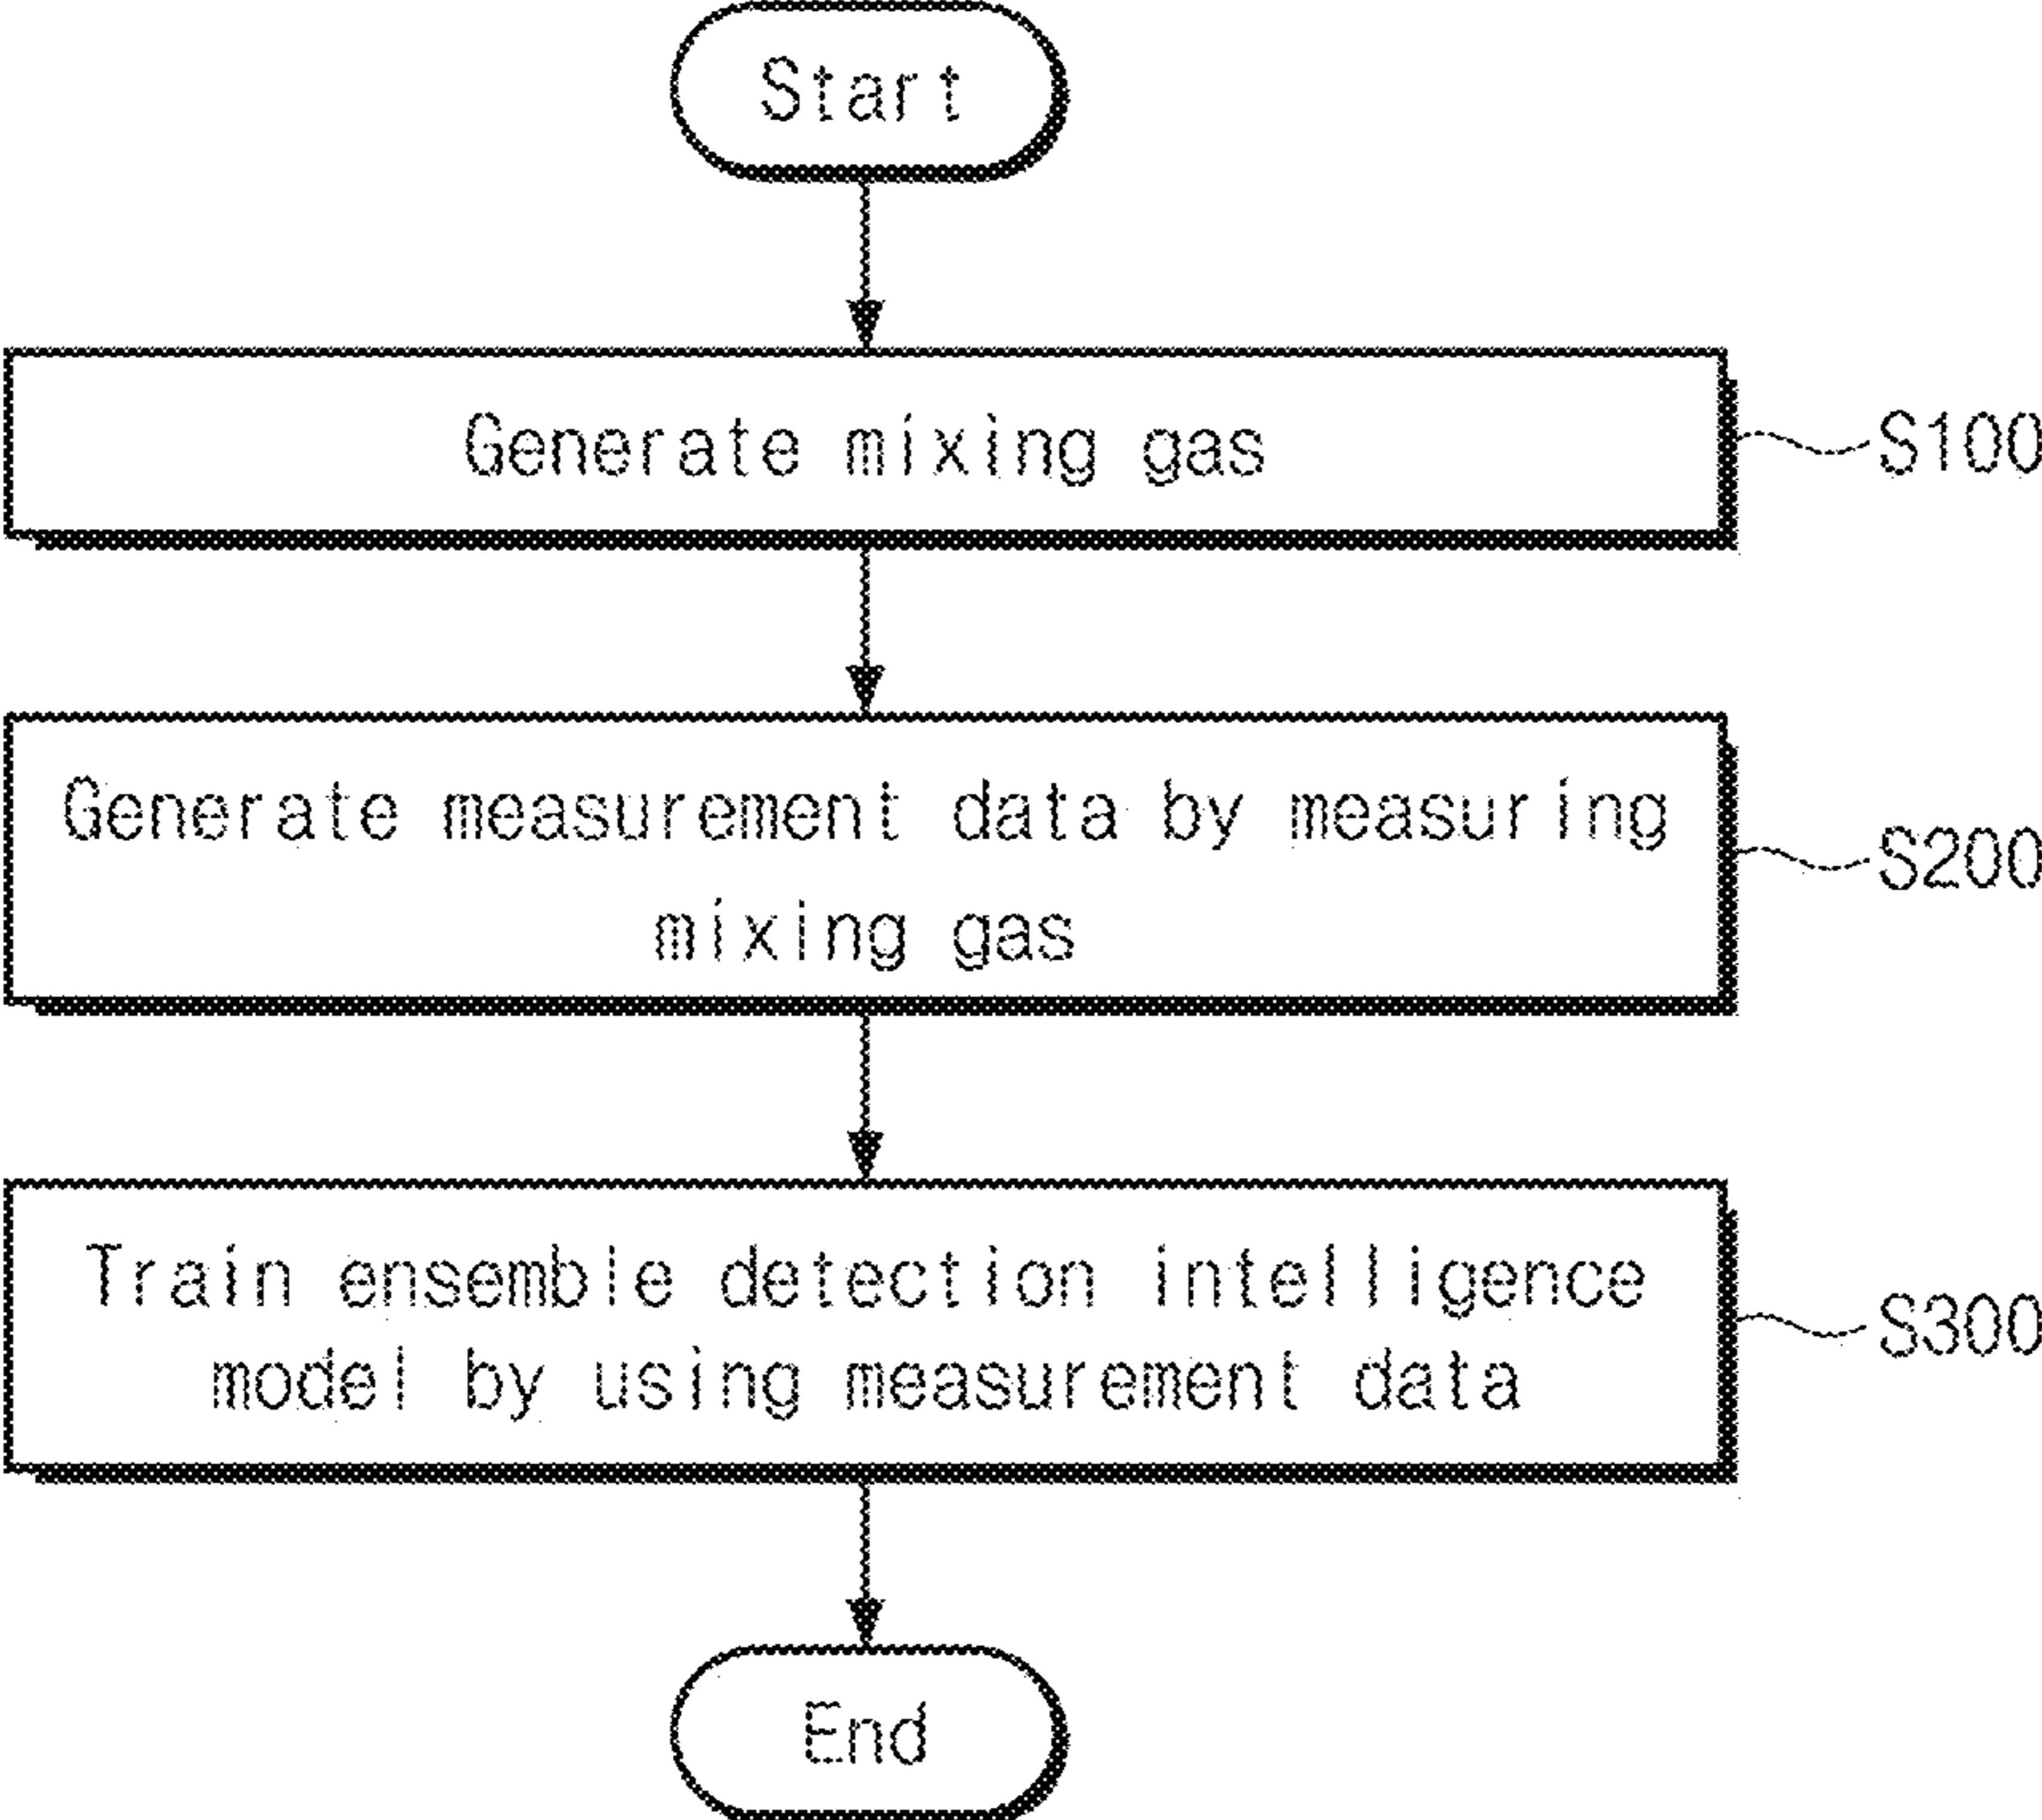 Start
Generate mixing gas
S100
Generate measurement data by measuring
mixing gas
S200
Train ensemble detection intelligence
model by using measurement data
S300
End